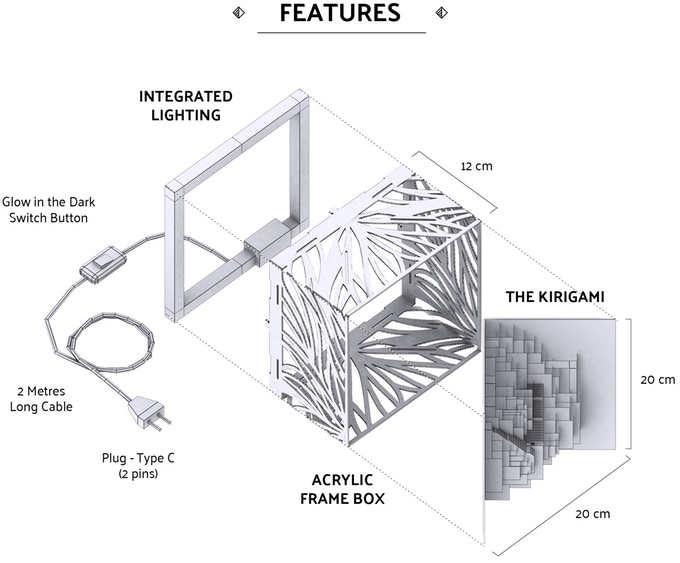 FEATURES
INTEGRATED
LIGHTING
12 cm
Glow in the Dark
Switch Button
THE KIRIGAMI
20 cm
2 Metres
Long Cable
Plug - Type C
(2 pins)
ACRYLIC
FRAME BOX
20 cm